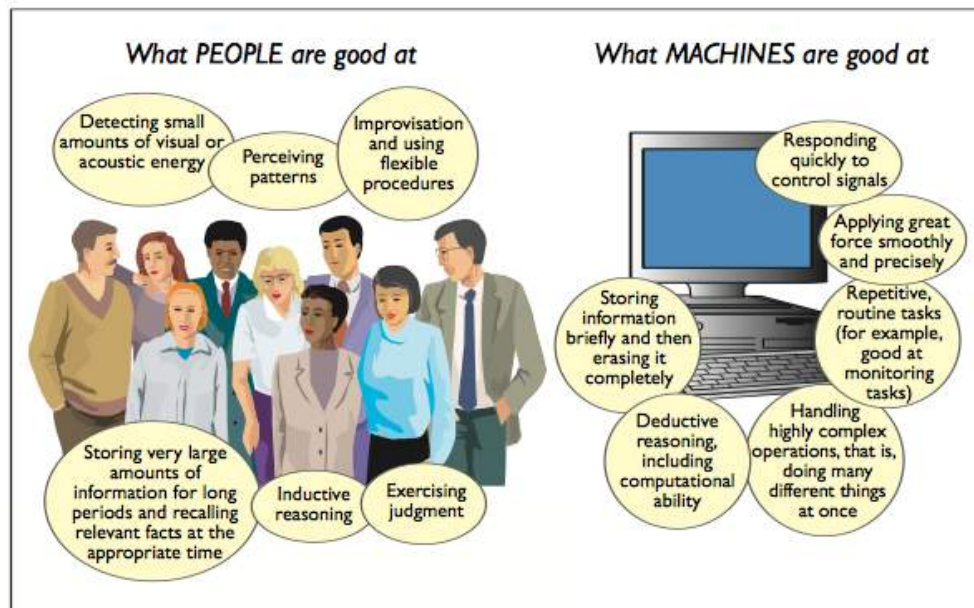 What PEOPLE are good at
Detecting small
amounts of visual or
acoustic energy
Perceiving
patterns
Improvisation
and using
flexible
procedures
Storing very large
amounts of
information for long
periods and recalling
relevant facts at the
appropriate time
Inductive
reasoning
Exercising
judgment
What MACHINES are good at
Responding
quickly to
control signals
Applying great
force smoothly
and precisely
Repetitive,
routine tasks
(for example,
good at
monitoring
tasks)
Storing
information
briefly and then
erasing it
completely
Deductive
reasoning,
including
computational
ability
Handling
highly complex
operations, that is,
doing many
different things
at once